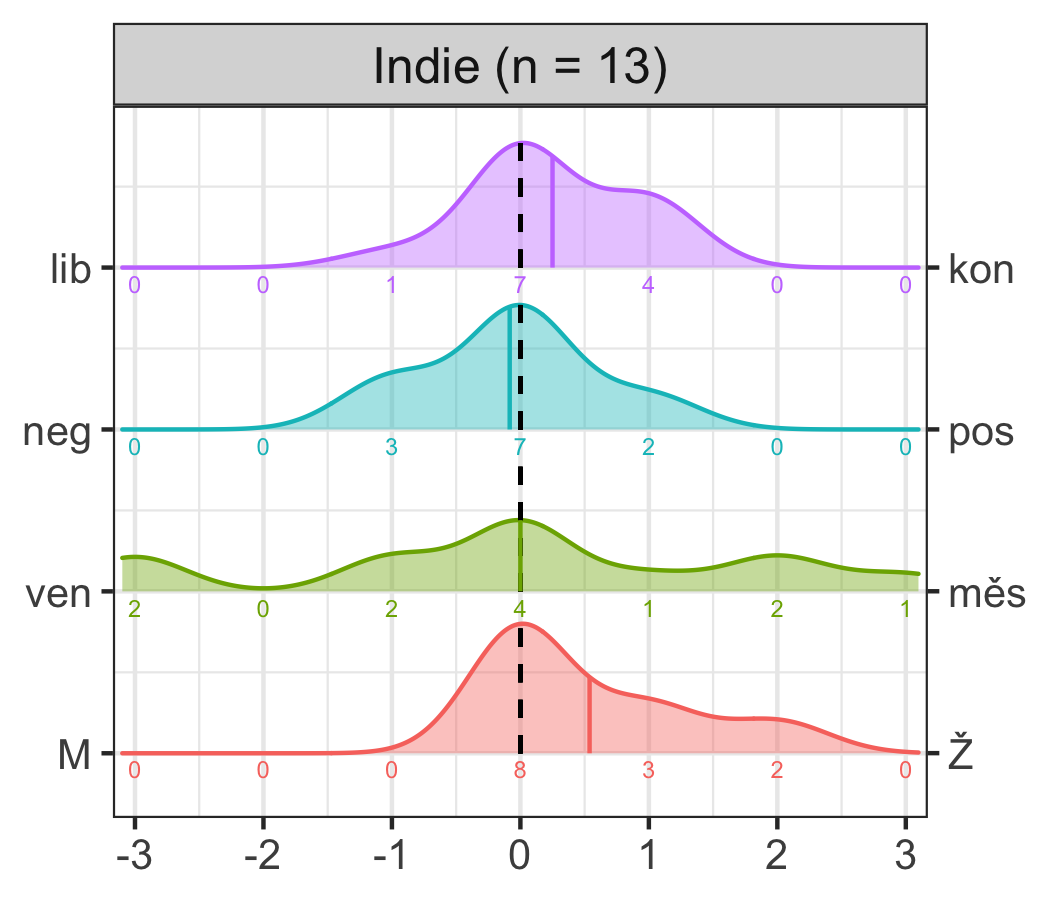 Indie (n = 13)
lib kon
0 0 1 7 4 0 0
neg pos
0 0 3 7 2 0 0
ven měs
2 0 2 4 1 2 1
M Ž
0 0 0 8 3 2 0
-3 -2 -1 0 1 2 3